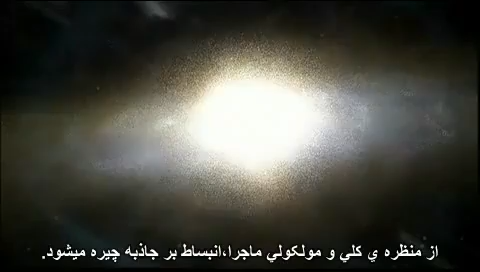 از منظره ي كلي و مولكولي ماجرا،انبساط بر جاذبه چيره ميشود.